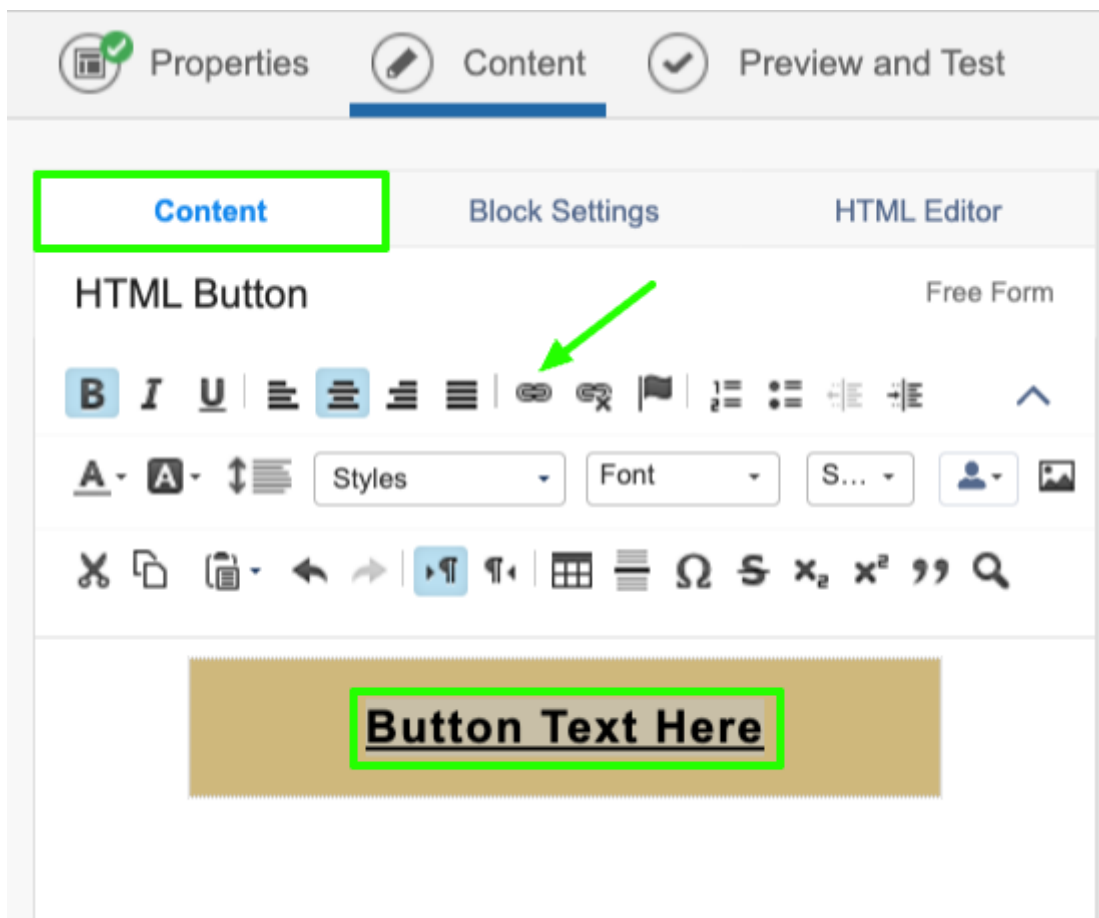 Properties Content Preview and Test
Content Block Settings HTML Editor
HTML Button Free Form
B I U
A A Styles Font S...
Button Text Here